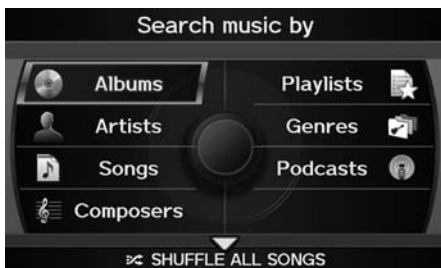 Search music by
Albums
Playlists
Artists
Genres
Songs
Podcasts
Composers
SHUFFLE ALL SONGS